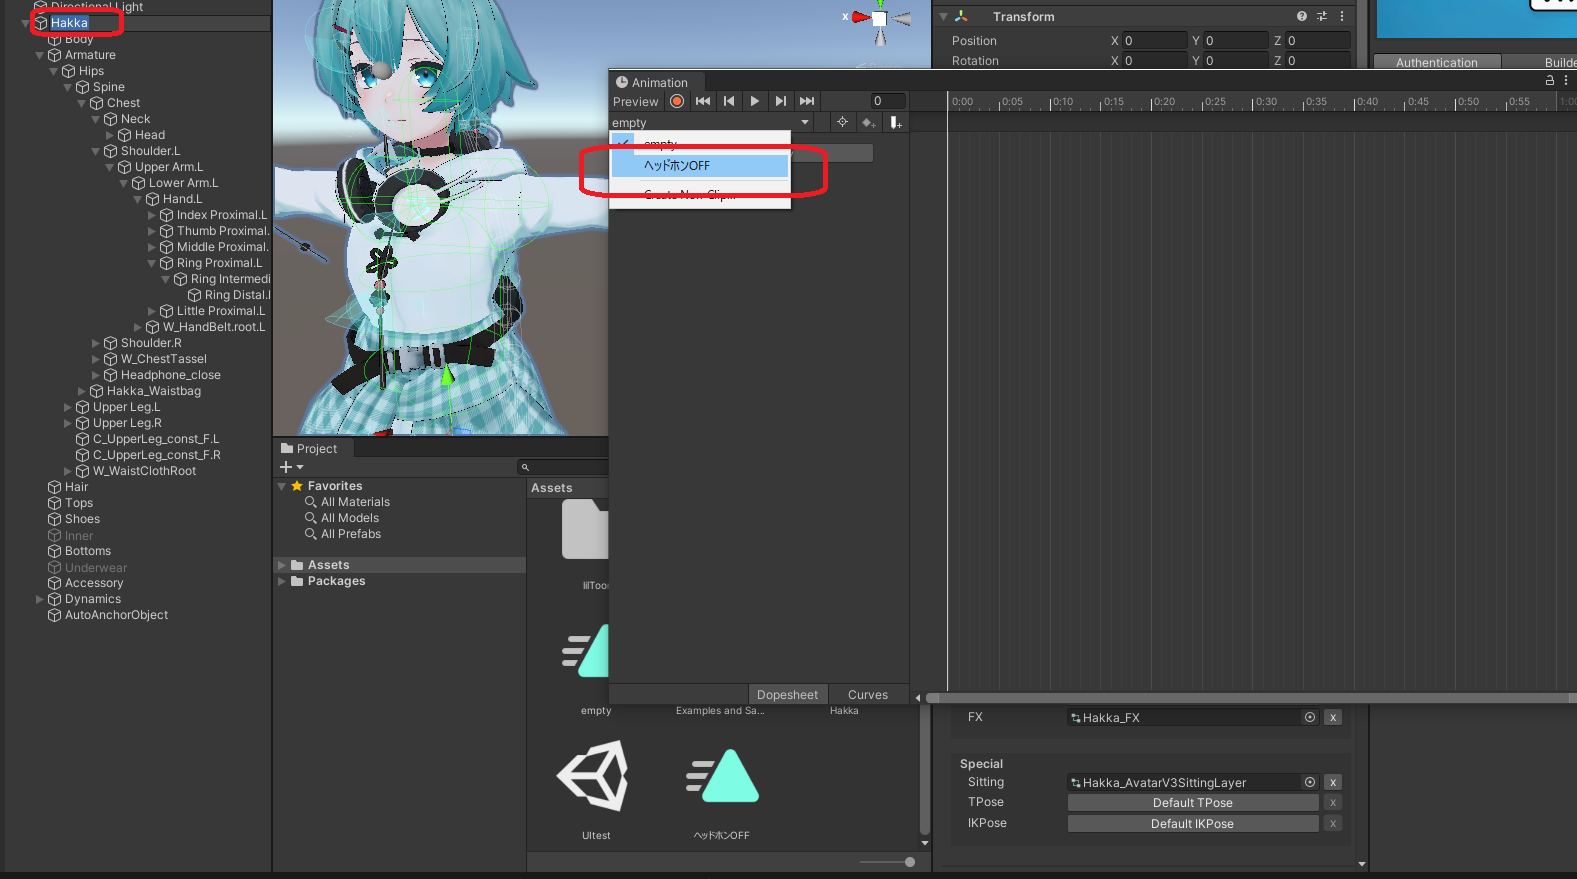 Directional Light
Hakka
Body
Armature
Hips
Spine
Chest
Neck
Head
Shoulder.L
Upper Arm.L
Lower Arm.L
Hand.L
Index Proximal.L
Thumb Proximal.
Middle Proximal.
Ring Proximal.L
Ring Intermedi
Ring Distal.
Little Proximal.L
W_HandBelt.root.L
Shoulder.R
W_ChestTassel
Headphone_close
Hakka_Waistbag
Upper Leg.L
Upper Leg.R
C_UpperLeg_const_F.L
C_UpperLeg_const_F.R
W_WaistClothRoot
Hair
Tops
Shoes
Inner
Bottoms
Underwear
Accessory
Dynamics
AutoAnchorObject
x
Project
Favorites
All Materials
All Models
All Prefabs
Assets
Packages
Assets
lilToon
empty
Examples and Sa...
Hakka
UItest
ヘッドホンOFF
Animation
Preview
0
empty
empty
ヘッドホンOFF
Create New Clip...
0:00 0:05 0:10 0:15 0:20 0:25 0:30 0:35 0:40 0:45 0:50 0:55 1:00
Dopesheet
Curves
Transform
Position X 0 Y 0 Z 0
Rotation X 0 Y 0 Z 0
Authentication
Builde
FX Hakka_FX x
Special
Sitting Hakka_AvatarV3SittingLayer x
TPose Default TPose x
IKPose Default IKPose x